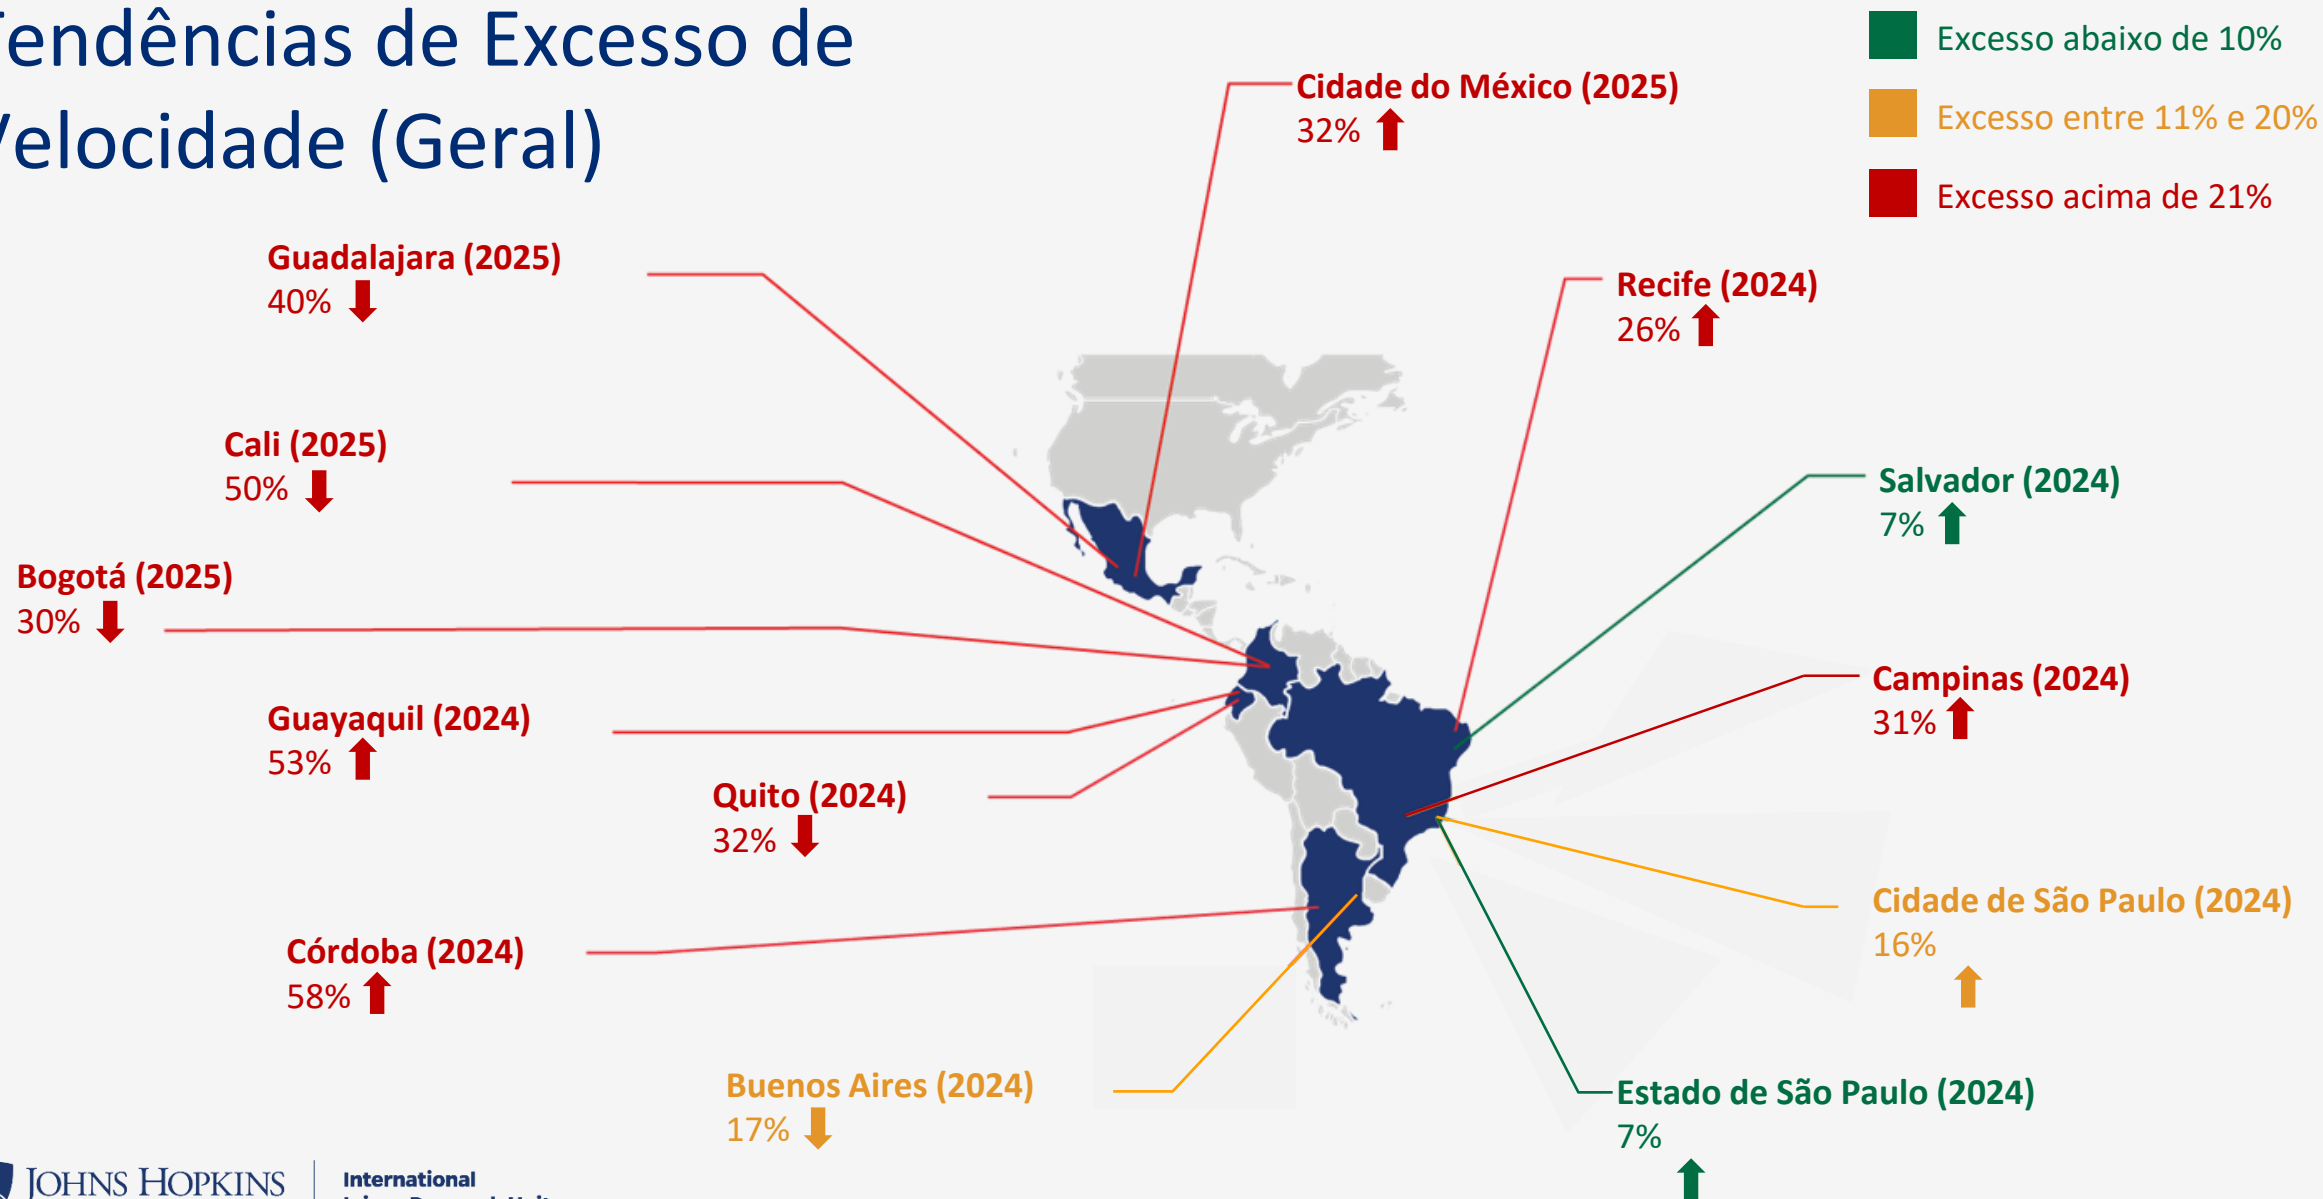 Tendências de Excesso de
Velocidade (Geral)
Excesso abaixo de 10%
Excesso entre 11% e 20%
Excesso acima de 21%
Cidade do México (2025)
32%
Guadalajara (2025)
40%
Recife (2024)
26%
Cali (2025)
50%
Salvador (2024)
7%
Bogotá (2025)
30%
Campinas (2024)
31%
Guayaquil (2024)
53%
Quito (2024)
32%
Cidade de São Paulo (2024)
16%
Córdoba (2024)
58%
Buenos Aires (2024)
17%
Estado de São Paulo (2024)
7%
JOHNS HOPKINS
International